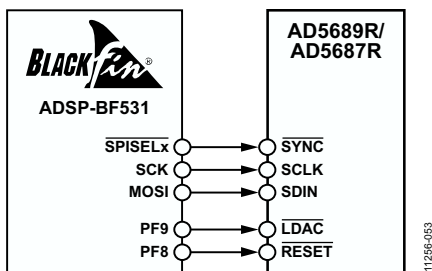 BLACKfin®
ADSP-BF531
SPISELx
SCK
MOSI
PF9
PF8
AD5689R/
AD5687R
SYNC
SCLK
SDIN
LDAC
RESET
11256-053